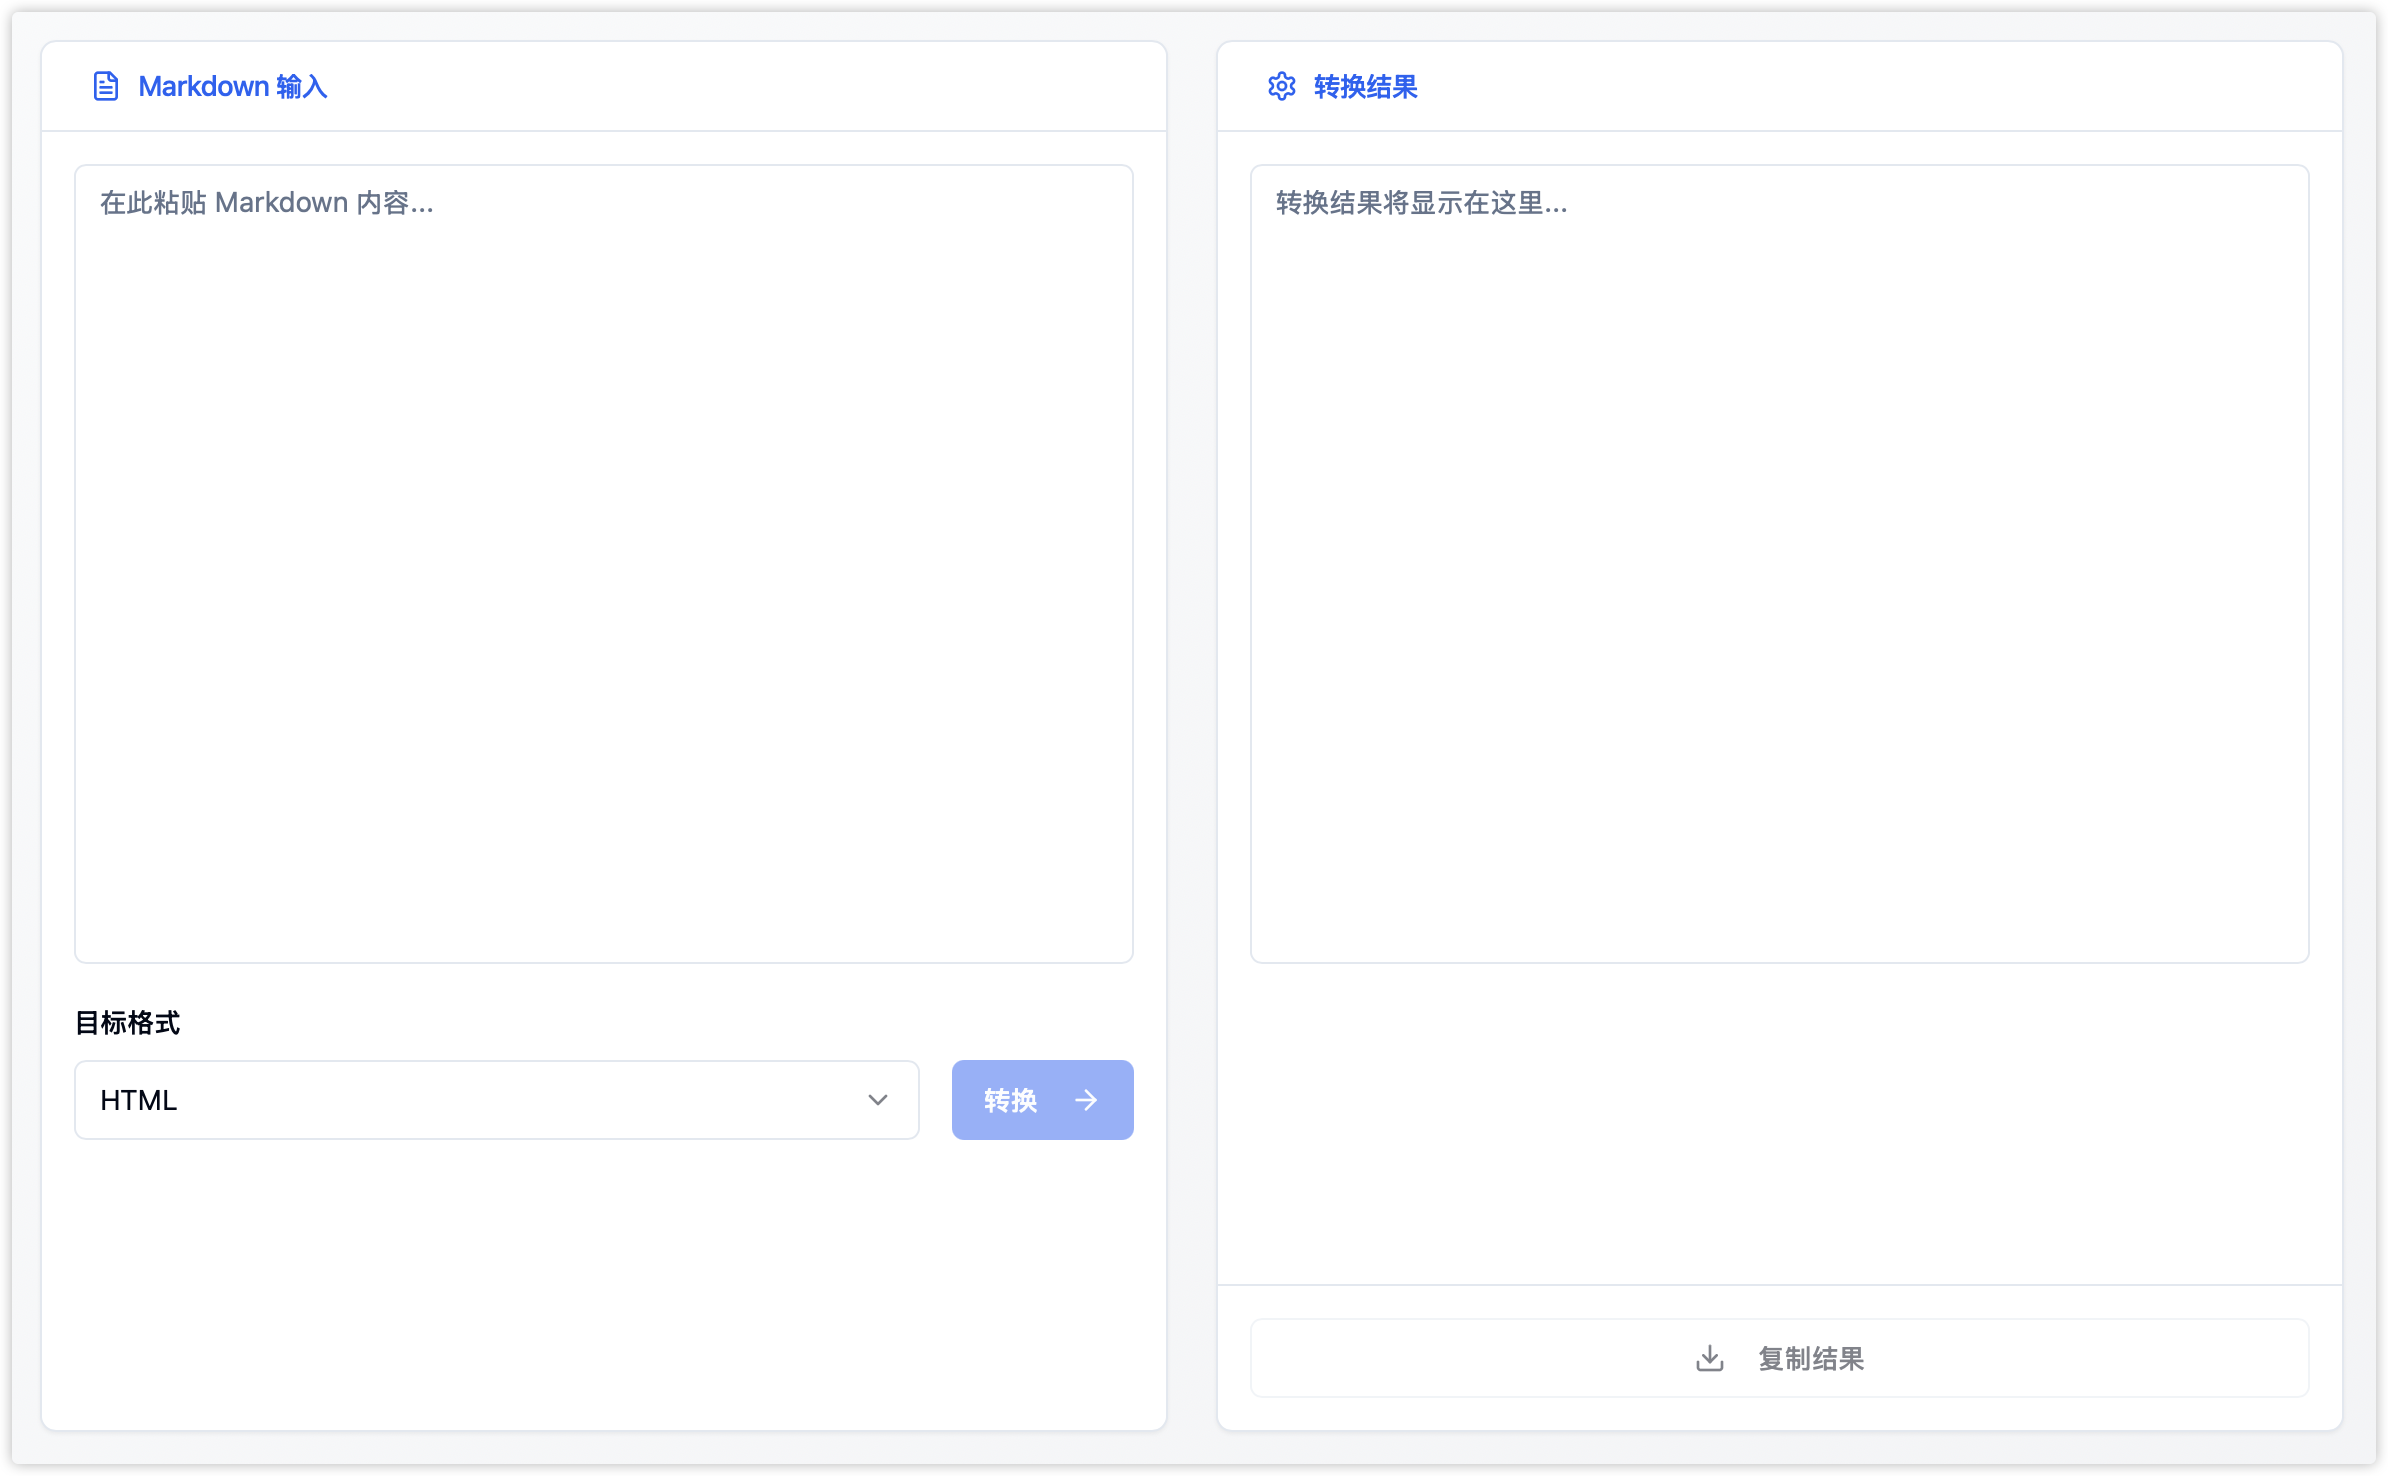 Markdown 输入
在此粘贴 Markdown 内容...
目标格式
HTML
转换
转换结果
转换结果将显示在这里...
复制结果